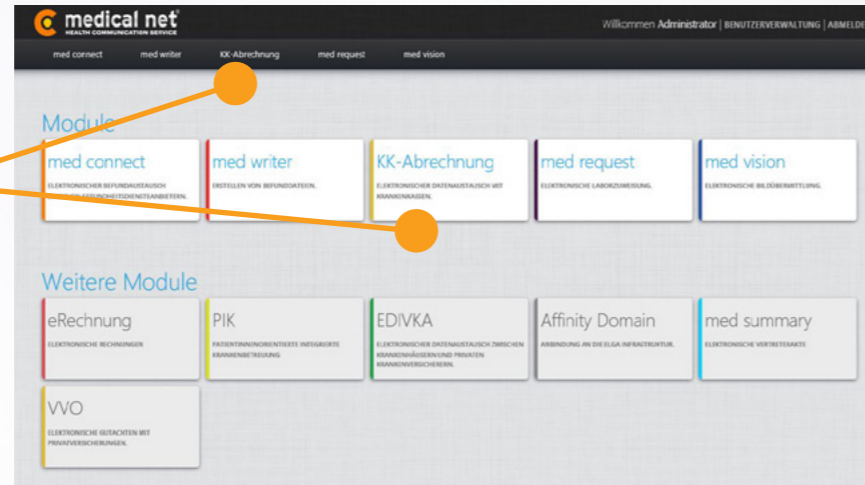 medical net
HEALTH COMMUNICATION SERVICE
Willkommen Administrator | BENUTZERVERWALTUNG | ABMELDE
med connect med writer KK-Abrechnung med request med vision
Module
med connect
ELEKTRONISCHER BEFUNDAUSTAUSCH
GESUNDHEITSDIENSTEANBIETERN.
med writer
ERSTELLEN VON BEFUNDDATEIEN.
KK-Abrechnung
ELEKTRONISCHER DATENAUSTAUSCH MIT
KRANKENKASSEN.
med request
ELEKTRONISCHE LABORZUWEISUNG.
med vision
ELEKTRONISCHE BILDÜBERMITTLUNG.
Weitere Module
eRechnung
ELEKTRONISCHE RECHNUNGEN
PIK
PATIENTINNENORIENTIERTE INTEGRIERTE
KRANKENBETREUUNG
EDIVKA
ELEKTRONISCHER DATENAUSTAUSCH ZWISCHEN
KRANKENHÄUSERN UND PRIVATEN
KRANKENVERSICHERERN.
Affinity Domain
ANBINDUNG AN DIE ELGA INFRASTRUKTUR.
med summary
ELEKTRONISCHE VERTRETERAKTE
VVO
ELEKTRONISCHE GUTACHTEN MIT
PRIVATVERSICHERUNGEN.